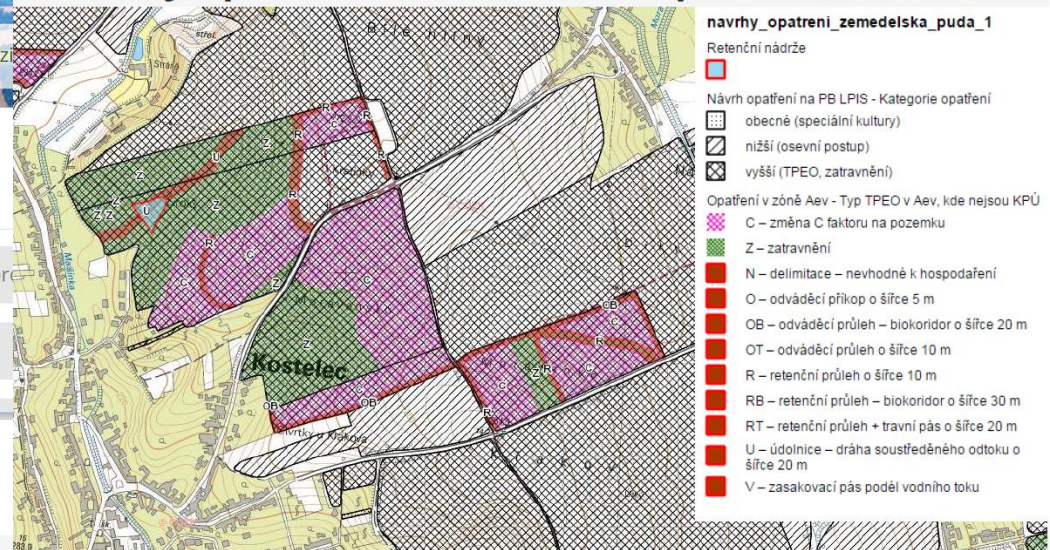 navrhy_opatreni_zemedelska_puda_1
Retenční nádrže
Návrh opatření na PB LPIS - Kategorie opatření
obecné (speciální kultury)
nižší (osevní postup)
vyšší (TPEO, zatravnění)
Opatření v zóně Aev - Typ TPEO v Aev, kde nejsou KPÚ
C – změna C faktoru na pozemku
Z – zatravnění
N – delimitace – nevhodné k hospodaření
O – odváděcí příkop o šířce 5 m
OB – odváděcí průleh – biokoridor o šířce 20 m
OT – odváděcí průleh o šířce 10 m
R – retenční průleh o šířce 10 m
RB – retenční průleh – biokoridor o šířce 30 m
RT – retenční průleh + travní pás o šířce 20 m
U – údolnice – dráha soustředěného odtoku o
šířce 20 m
V – zasakovací pás podél vodního toku
střel.
Stráně
R
R
C
Z
U
R
R
Z
Z
Z
U
Z
Z Z
R
C
R
C
C
Z
Mašínka
OB
C
R
C
Z
Kostelec
Z
R
C
C
C
OB
OB
R